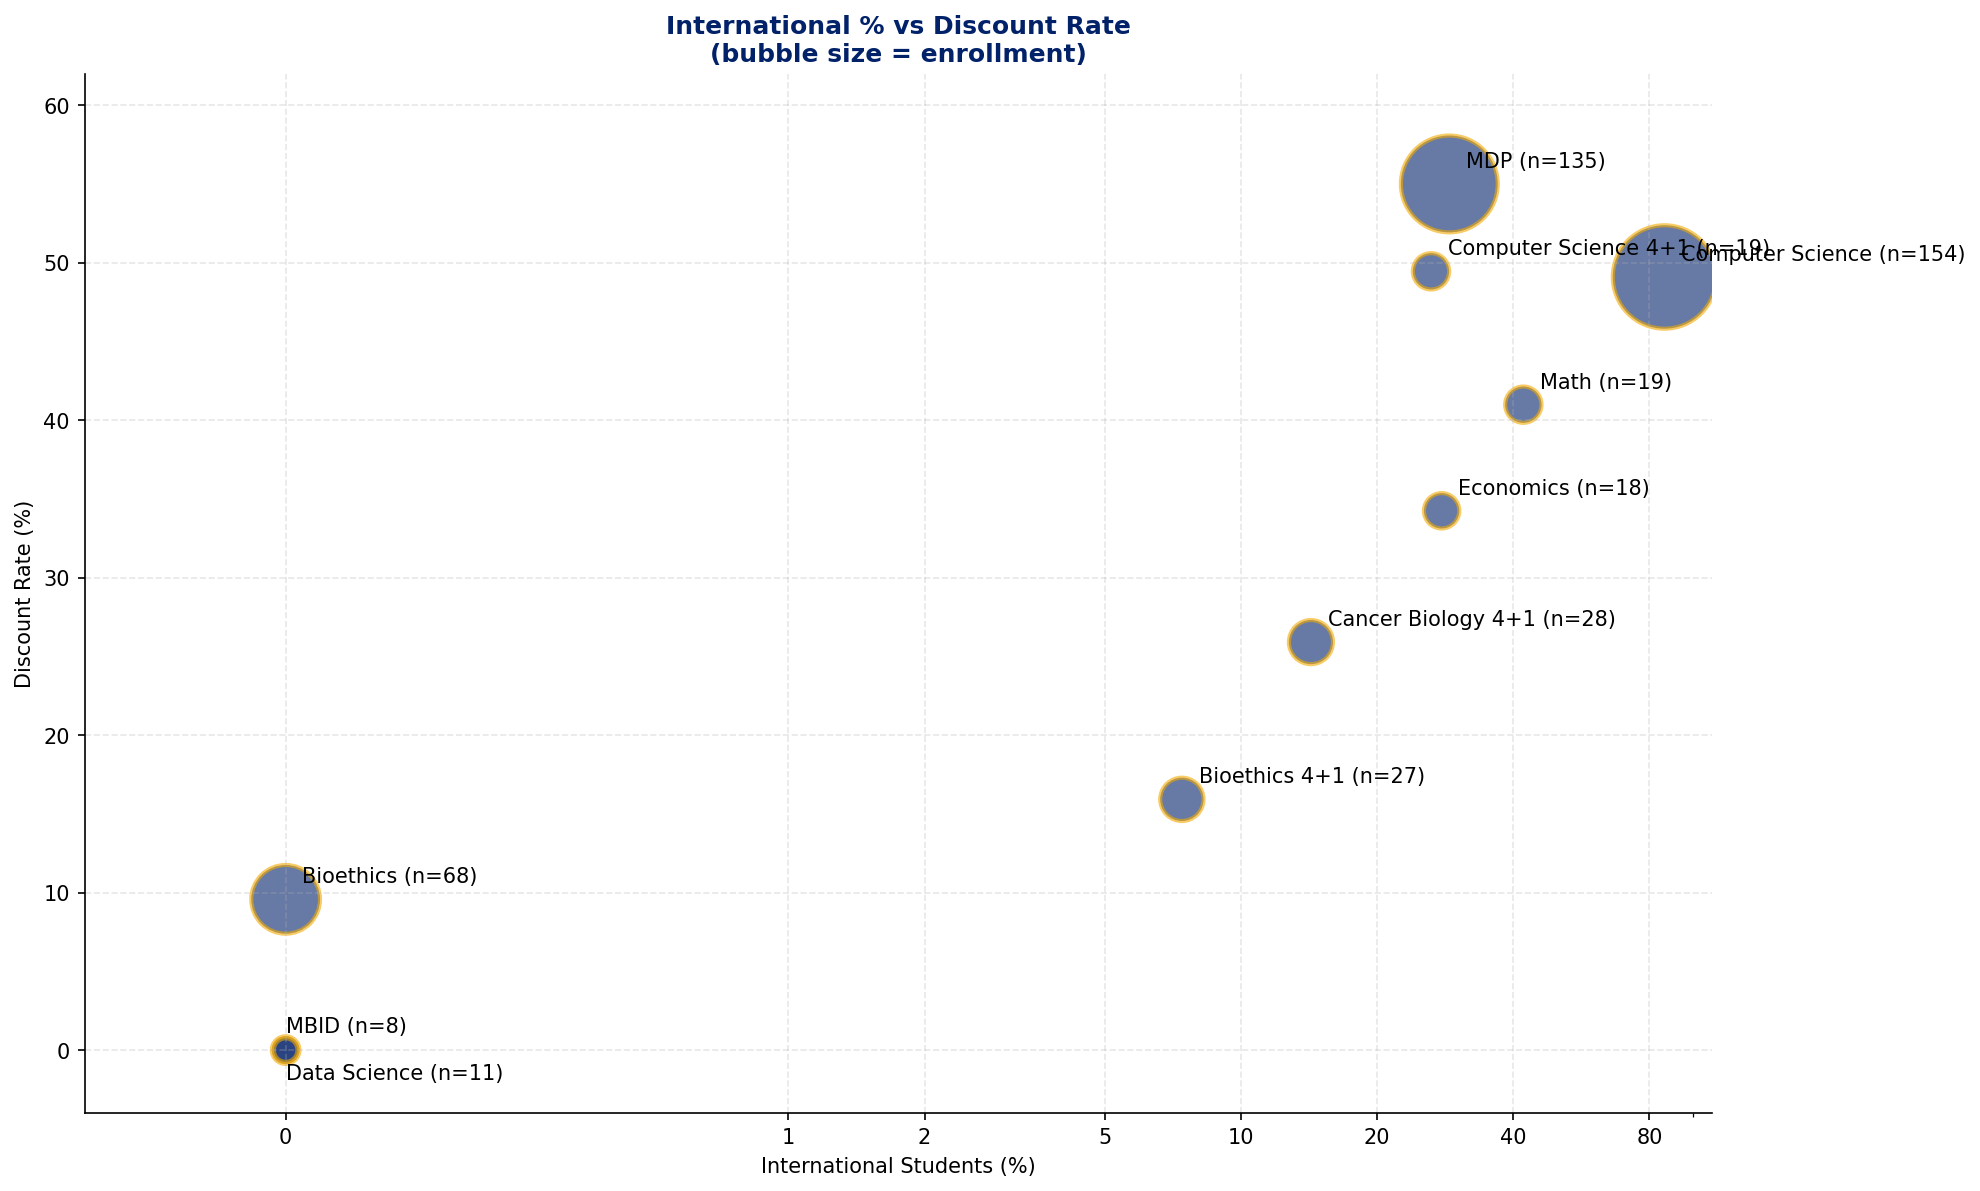 International % vs Discount Rate
(bubble size = enrollment)
60
MDP (n=135)
Computer Science 4+1 (n=19)
Computer Science (n=154)
50
Math (n=19)
40
Economics (n=18)
30
Cancer Biology 4+1 (n=28)
20
Bioethics 4+1 (n=27)
Bioethics (n=68)
10
MBID (n=8)
0
Data Science (n=11)
Discount Rate (%)
0 1 2 5 10 20 40 80
International Students (%)